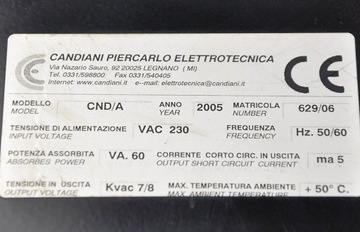 CANDIANI PIERCARLO ELETTROTECNICA
Via Nazario Sauro, 92 20025 LEGNANO ( MI)
Tel. 0331/598800 Fax 0331/540405
Internet: www.candiani.it e-mail: elettrotecnica@candiani.it
CE
MODELLO CND/A ANNO 2005 MATRICOLA 629/06
MODEL YEAR NUMBER
TENSIONE DI ALIMENTAZIONE VAC 230 FREQUENZA Hz. 50/60
INPUT VOLTAGE FREQUENCY
POTENZA ASSORBITA VA. 60 CORRENTE CORTO CIRC. IN USCITA ma 5
ABSORBES POWER OUTPUT SHORT CIRCUIT CURRENT
TENSIONE IN USCITA Kvac 7/8 MAX. TEMPERATURA AMBIENTE + 50° C.
OUTPUT VOLTAGE MAX. AMBIENT TEMPERATURE